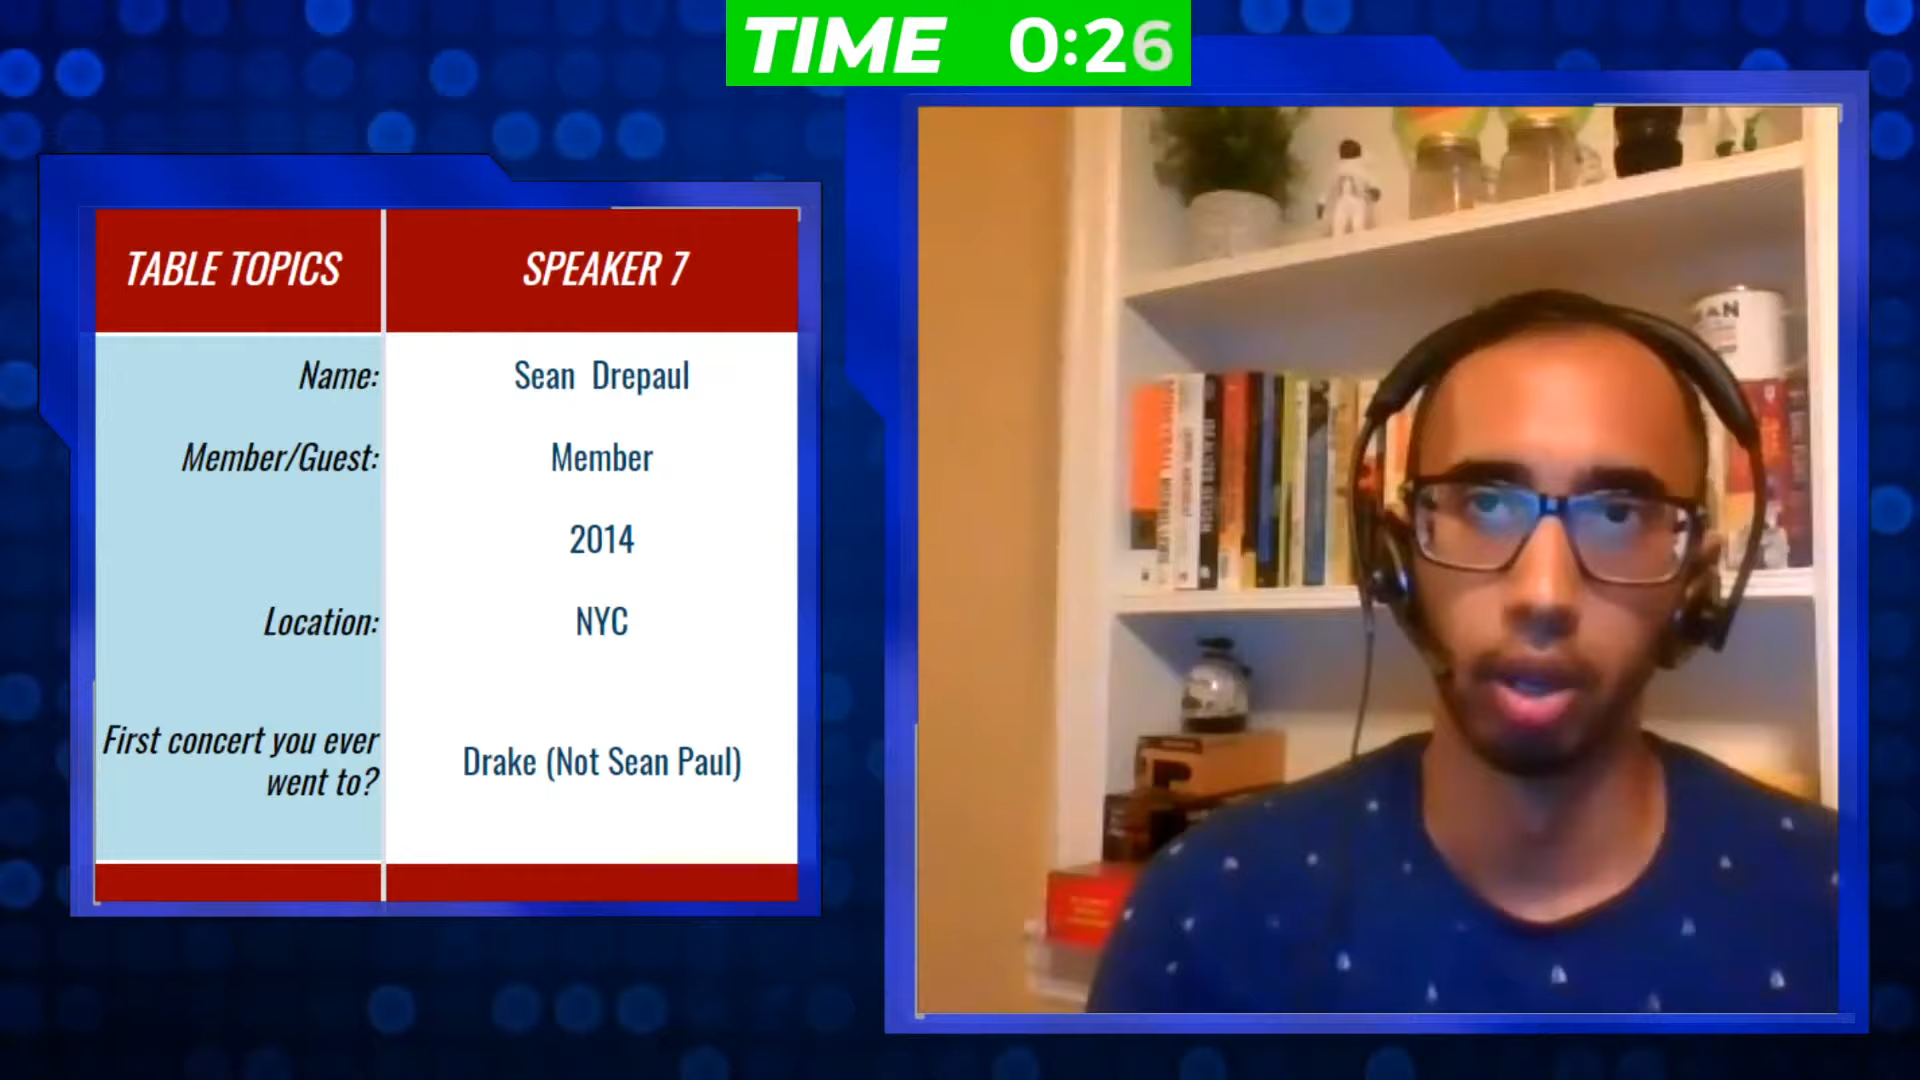 TIME 0:26
TABLE TOPICS SPEAKER 7
Name: Sean Drepaul
Member/Guest: Member
2014
Location: NYC
First concert you ever
went to?
Drake (Not Sean Paul)